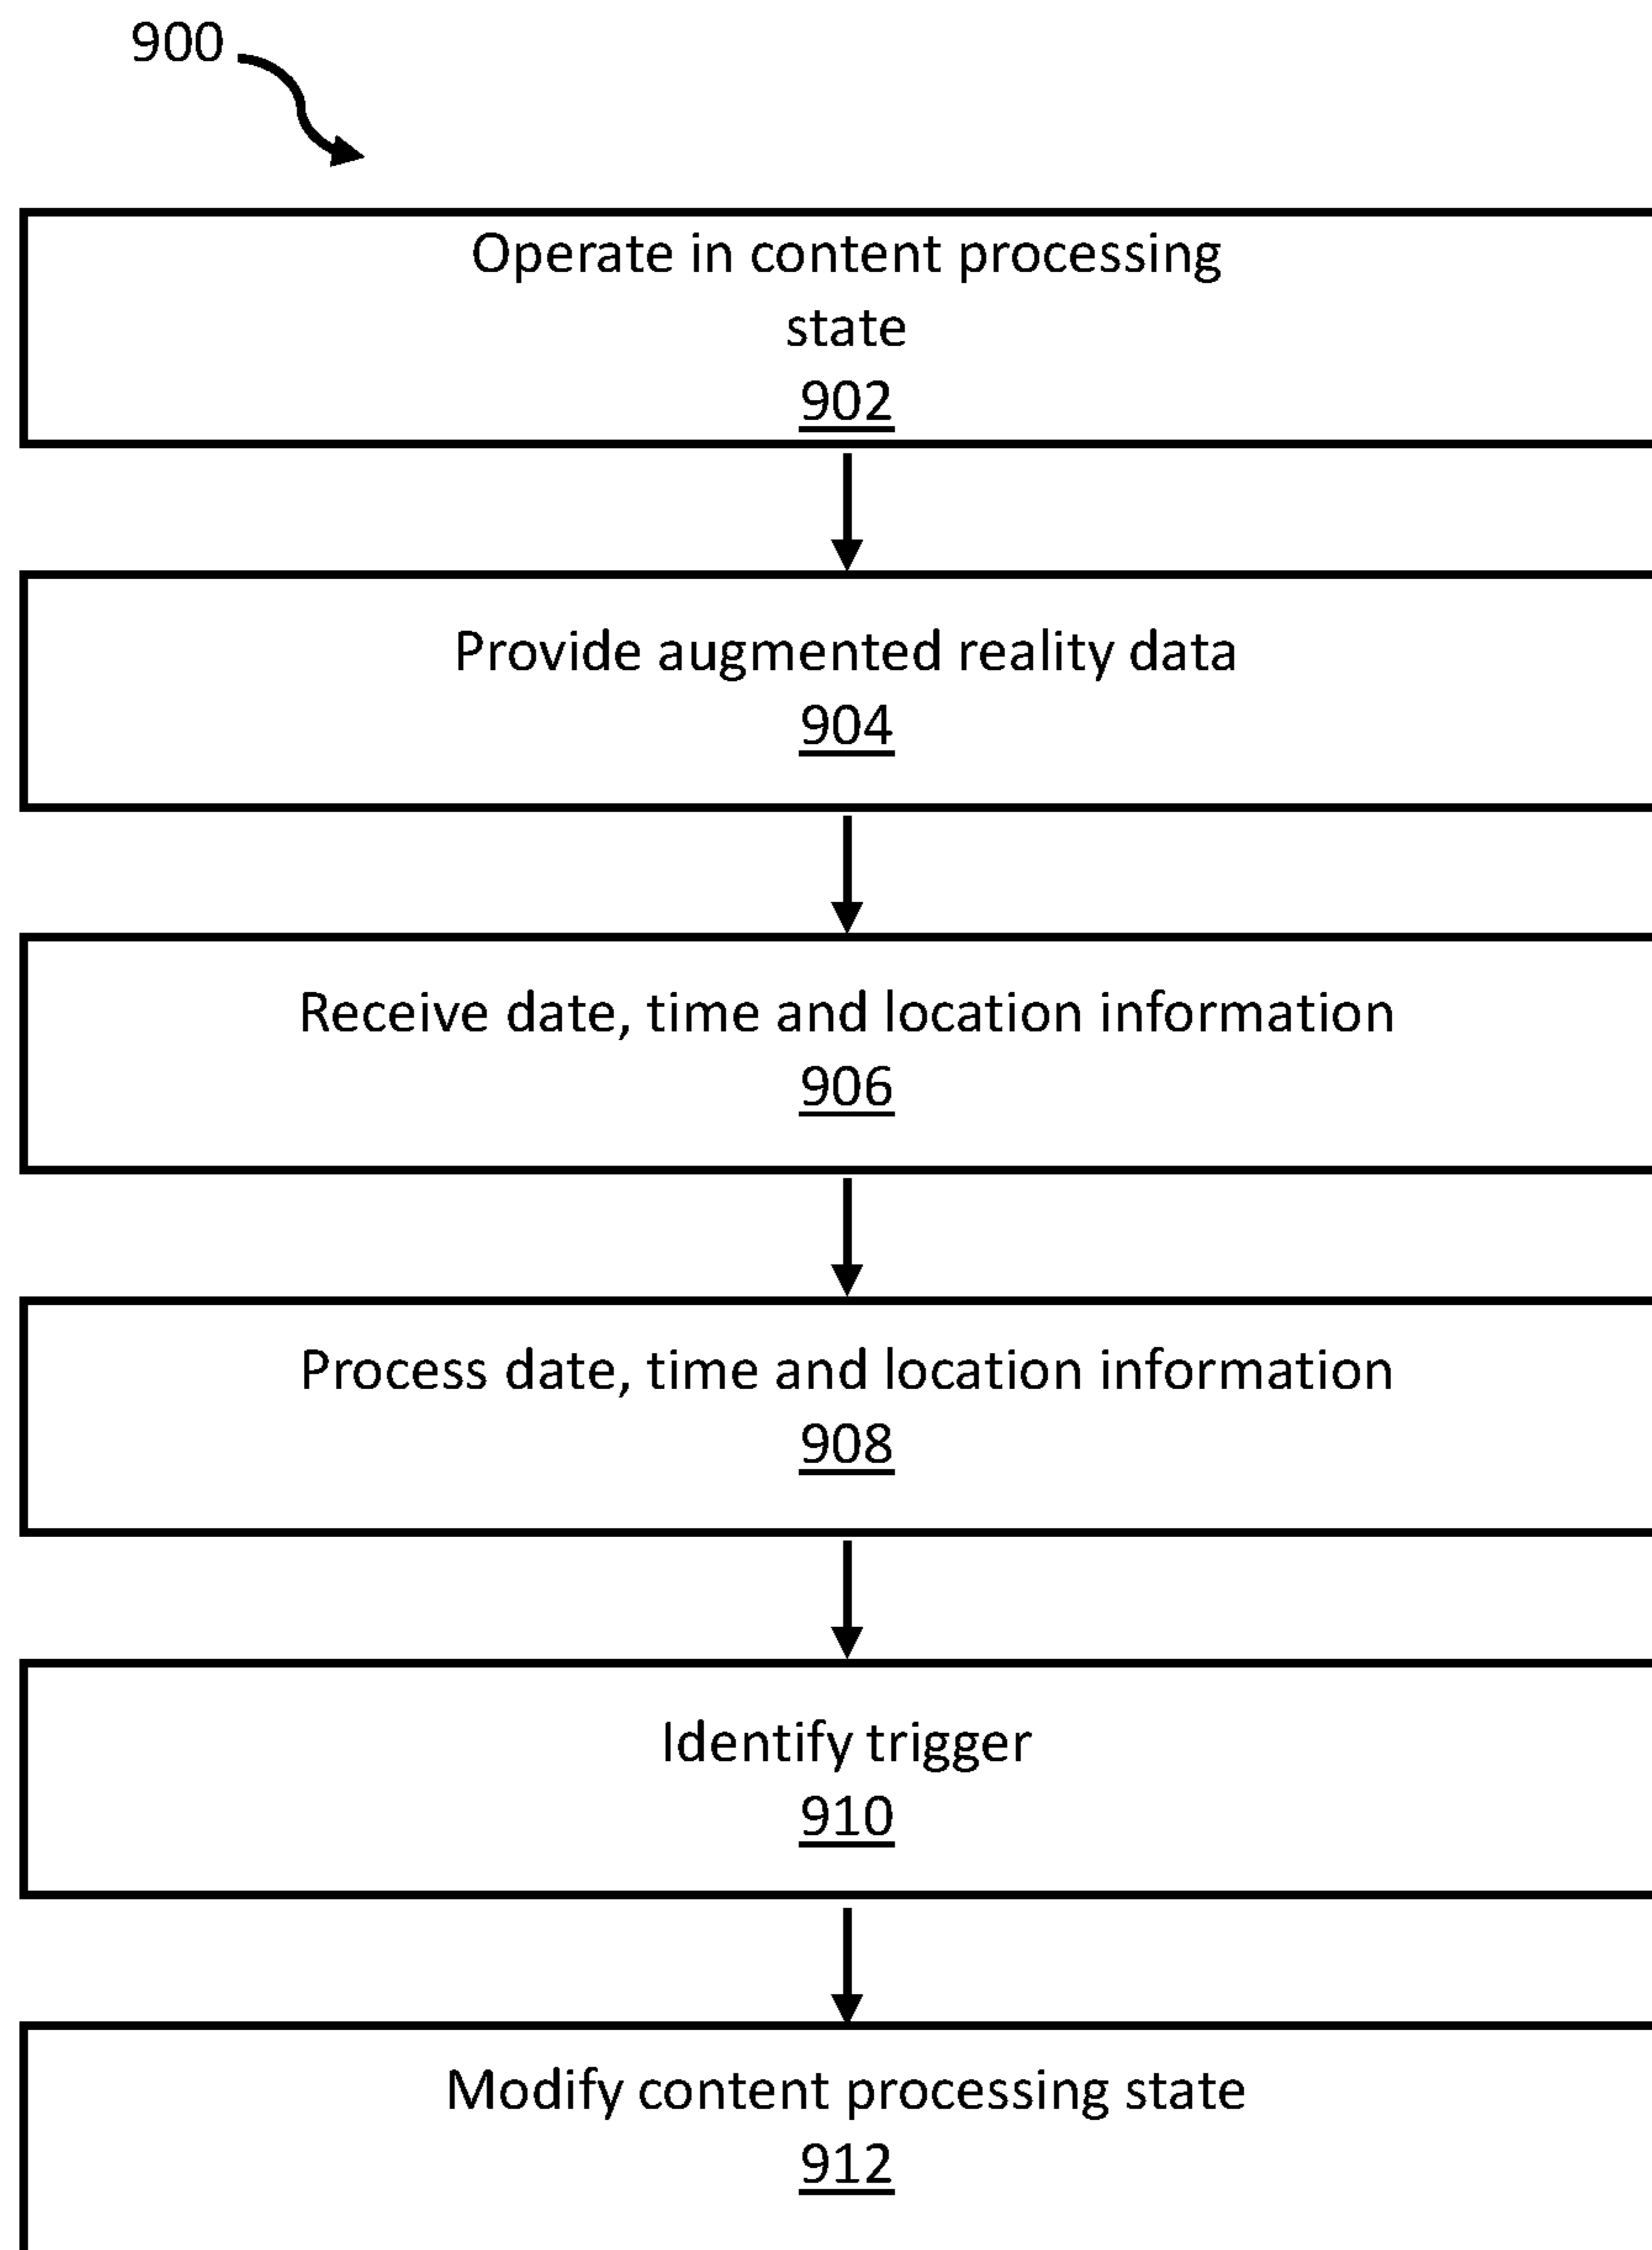 900
Operate in content processing
state
902
Provide augmented reality data
904
Receive date, time and location information
906
Process date, time and location information
908
Identify trigger
910
Modify content processing state
912